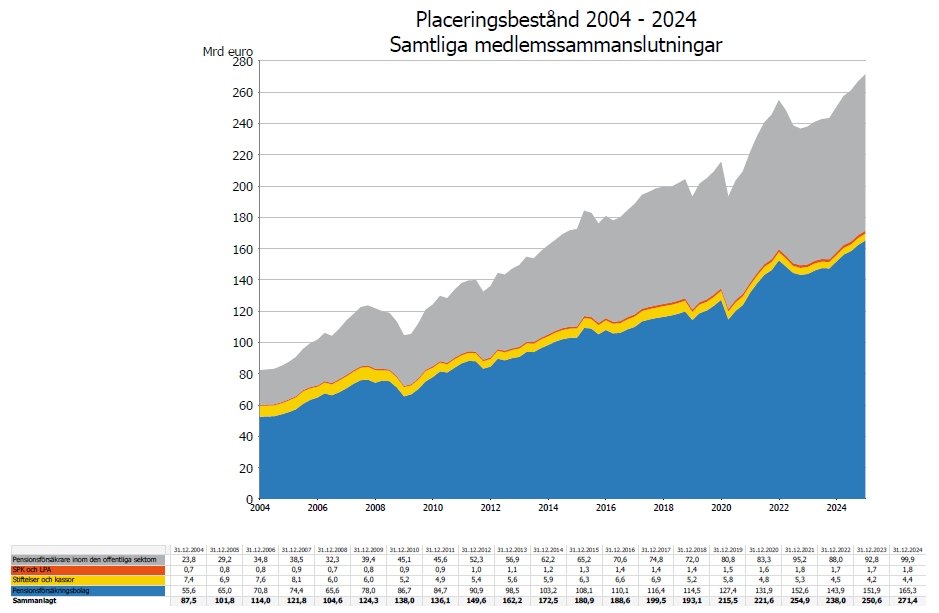 Placeringsbestånd 2004 - 2024
Samtliga medlemssammanslutningar
Mrd euro
280
260
240
220
200
180
160
140
120
100
80
60
40
20
0
2004 2006 2008 2010 2012 2014 2016 2018 2020 2022 2024
31.12.2004 31.12.2005 31.12.2006 31.12.2007 31.12.2008 31.12.2009 31.12.2010 31.12.2011 31.12.2012 31.12.2013 31.12.2014 31.12.2015 31.12.2016 31.12.2017 31.12.2018 31.12.2019 31.12.2020 31.12.2021 31.12.2022 31.12.2023 31.12.2024
Pensionsförsäkrare inom den offentliga sektorn 23,8 29,2 34,8 38,5 32,3 39,4 45,1 45,6 52,3 56,9 62,2 65,2 70,6 74,8 72,0 80,8 83,3 95,2 88,0 92,8 99,9
SPK och LPA 0,7 0,8 0,8 0,9 0,7 0,8 0,9 0,9 1,0 1,1 1,2 1,3 1,4 1,4 1,4 1,5 1,6 1,8 1,7 1,7 1,8
Stiftelser och kassor 7,4 6,9 7,6 8,1 6,0 6,0 5,2 4,9 5,4 5,6 5,9 6,3 6,6 6,9 5,2 5,8 4,8 5,3 4,5 4,2 4,4
Pensionsförsäkringsbolag 55,6 65,0 70,8 74,4 65,6 78,0 86,7 84,7 90,9 98,5 103,2 108,1 110,1 116,4 114,5 127,4 131,9 152,6 143,9 151,9 165,3
Sammanlagt 87,5 101,8 114,0 121,8 104,6 124,3 138,0 136,1 149,6 162,2 172,5 180,9 188,6 199,5 193,1 215,5 221,6 254,9 238,0 250,6 271,4